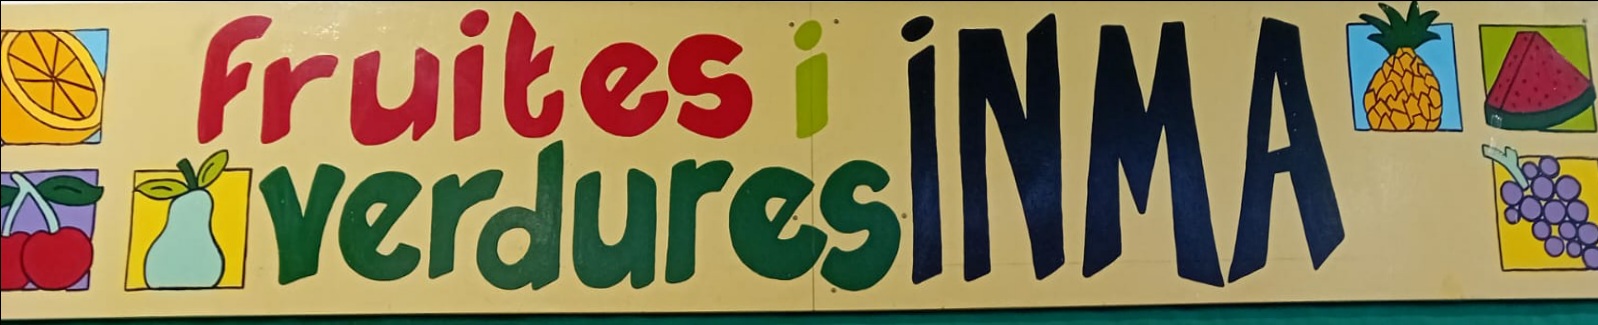 fruites i
verdures
iNMA